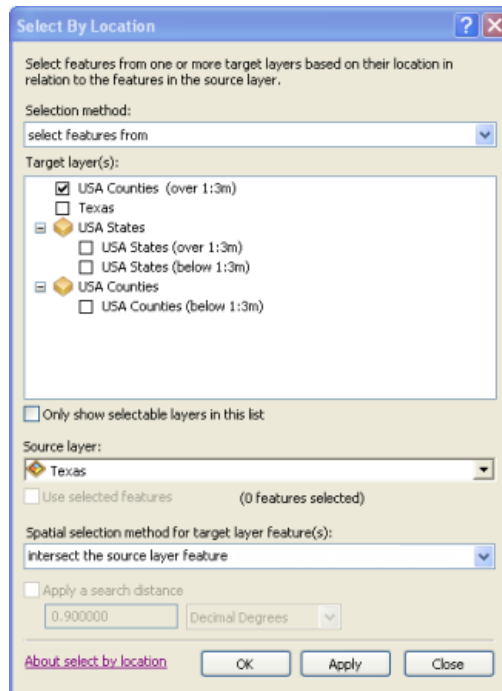 Select By Location
Select features from one or more target layers based on their location in
relation to the features in the source layer.
Selection method:
select features from
Target layer(s):
USA Counties (over 1:3m)
Texas
USA States
USA States (over 1:3m)
USA States (below 1:3m)
USA Counties
USA Counties (below 1:3m)
Only show selectable layers in this list
Source layer:
Texas
Use selected features (0 features selected)
Spatial selection method for target layer feature(s):
intersect the source layer feature
Apply a search distance
0.900000 Decimal Degrees
About select by location OK Apply Close